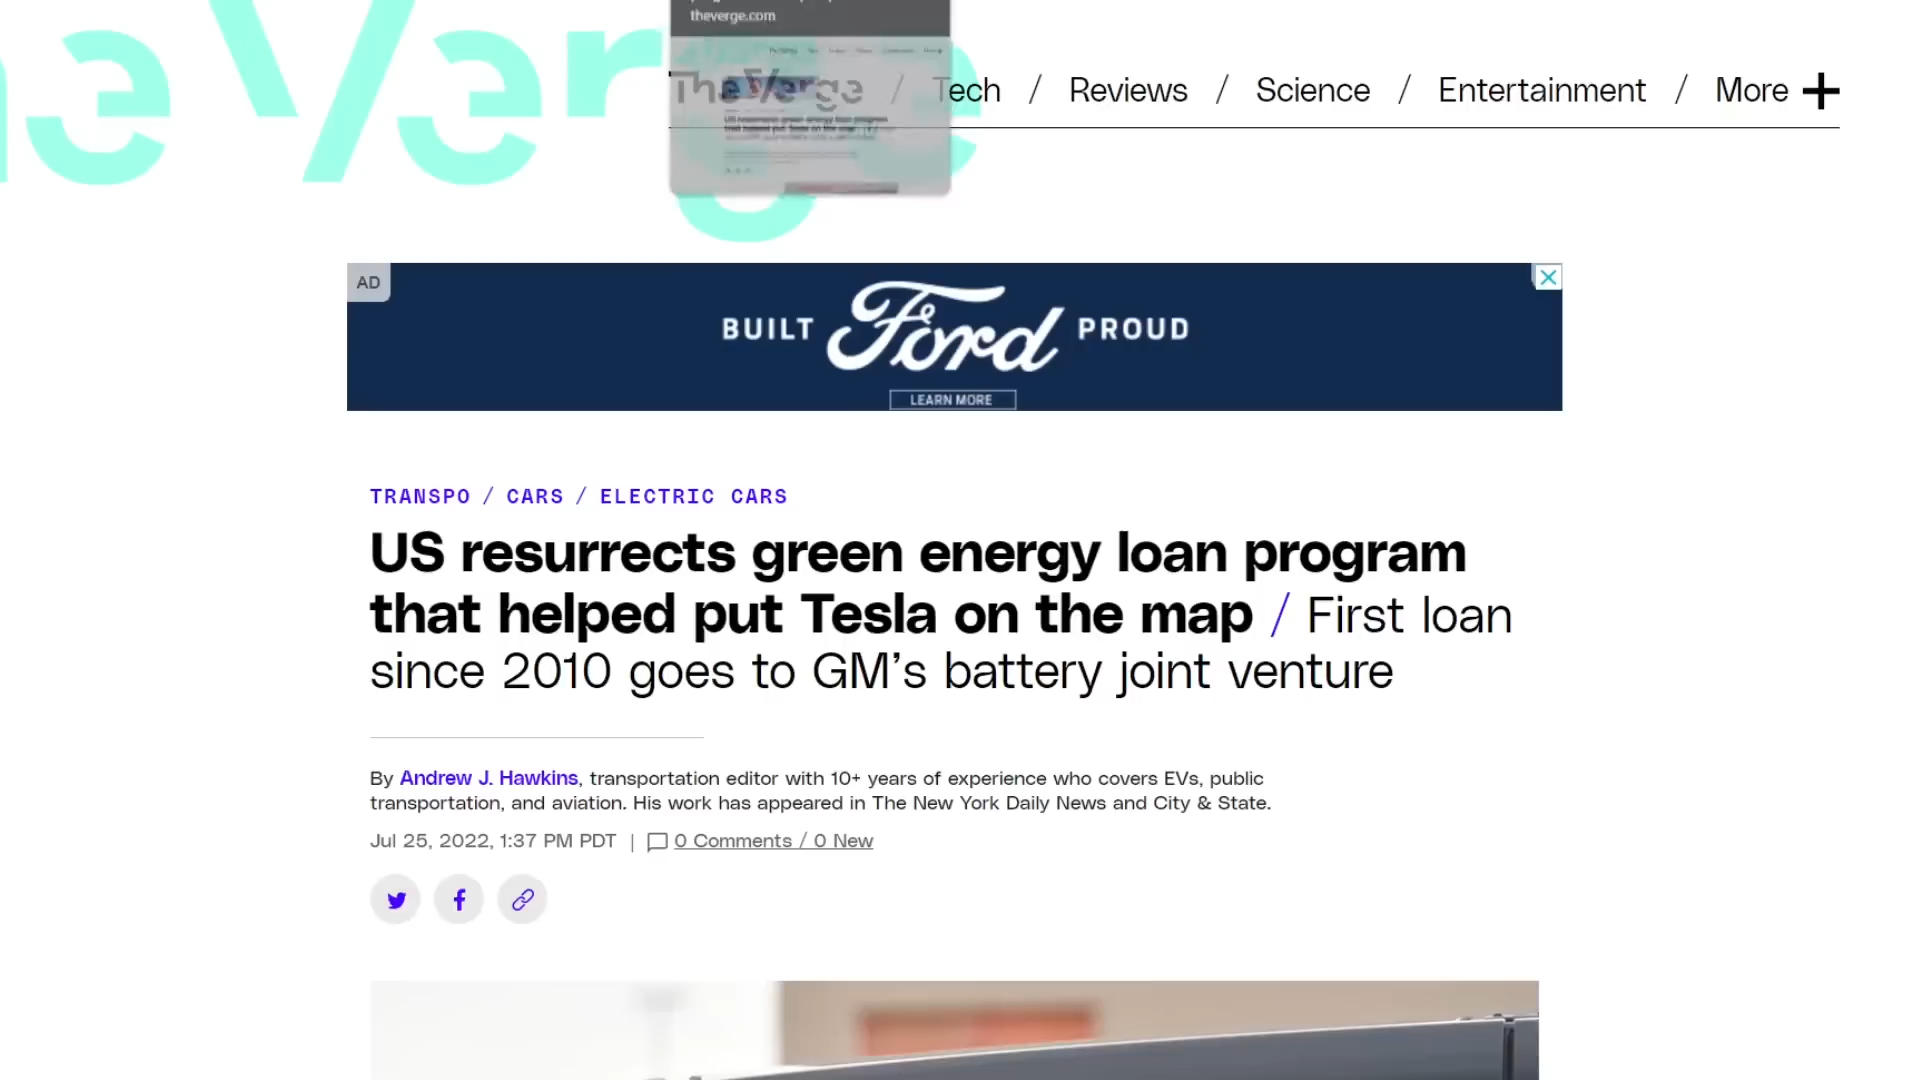 theverge.com
The Verge
The Verge / Tech / Reviews / Science / Entertainment / More +
AD
BUILT Ford PROUD
LEARN MORE
TRANSPO / CARS / ELECTRIC CARS
US resurrects green energy loan program
that helped put Tesla on the map / First loan
since 2010 goes to GM’s battery joint venture
By Andrew J. Hawkins, transportation editor with 10+ years of experience who covers EVs, public
transportation, and aviation. His work has appeared in The New York Daily News and City & State.
Jul 25, 2022, 1:37 PM PDT | 0 Comments / 0 New